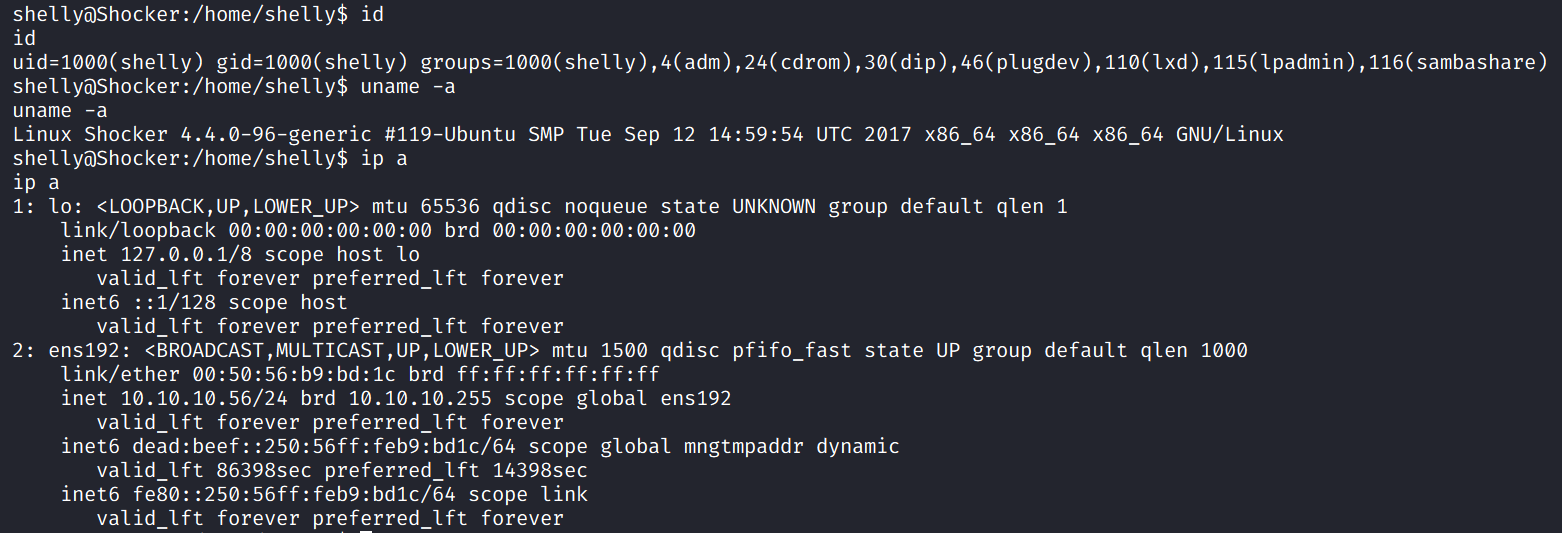 shelly@Shocker:/home/shelly$ id
id
uid=1000(shelly) gid=1000(shelly) groups=1000(shelly),4(adm),24(cdrom),30(dip),46(plugdev),110(lxd),115(lpadmin),116(sambashare)
shelly@Shocker:/home/shelly$ uname -a
uname -a
Linux Shocker 4.4.0-96-generic #119-Ubuntu SMP Tue Sep 12 14:59:54 UTC 2017 x86_64 x86_64 x86_64 GNU/Linux
shelly@Shocker:/home/shelly$ ip a
ip a
1: lo: <LOOPBACK,UP,LOWER_UP> mtu 65536 qdisc noqueue state UNKNOWN group default qlen 1
    link/loopback 00:00:00:00:00:00 brd 00:00:00:00:00:00
    inet 127.0.0.1/8 scope host lo
       valid_lft forever preferred_lft forever
    inet6 ::1/128 scope host
       valid_lft forever preferred_lft forever
2: ens192: <BROADCAST,MULTICAST,UP,LOWER_UP> mtu 1500 qdisc pfifo_fast state UP group default qlen 1000
    link/ether 00:50:56:b9:bd:1c brd ff:ff:ff:ff:ff:ff
    inet 10.10.10.56/24 brd 10.10.10.255 scope global ens192
       valid_lft forever preferred_lft forever
    inet6 dead:beef::250:56ff:feb9:bd1c/64 scope global mngtmpaddr dynamic
       valid_lft 86398sec preferred_lft 14398sec
    inet6 fe80::250:56ff:feb9:bd1c/64 scope link
       valid_lft forever preferred_lft forever